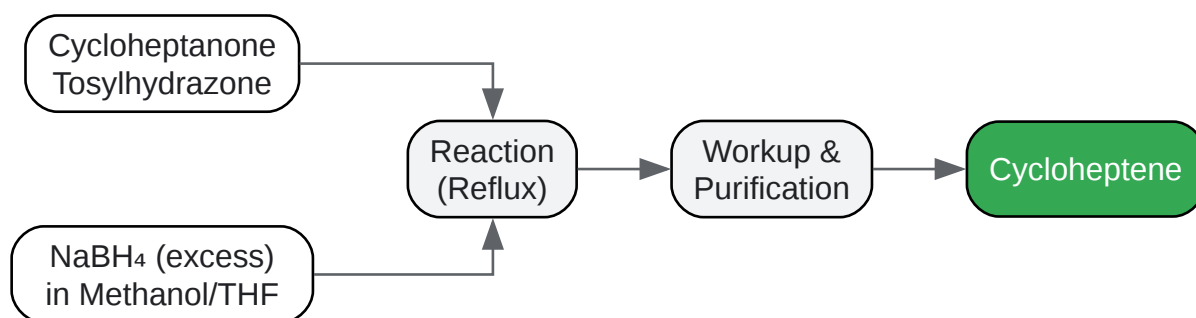 Cycloheptanone
Tosylhydrazone
NaBH₄ (excess)
in Methanol/THF
Reaction
(Reflux)
Workup &
Purification
Cycloheptene